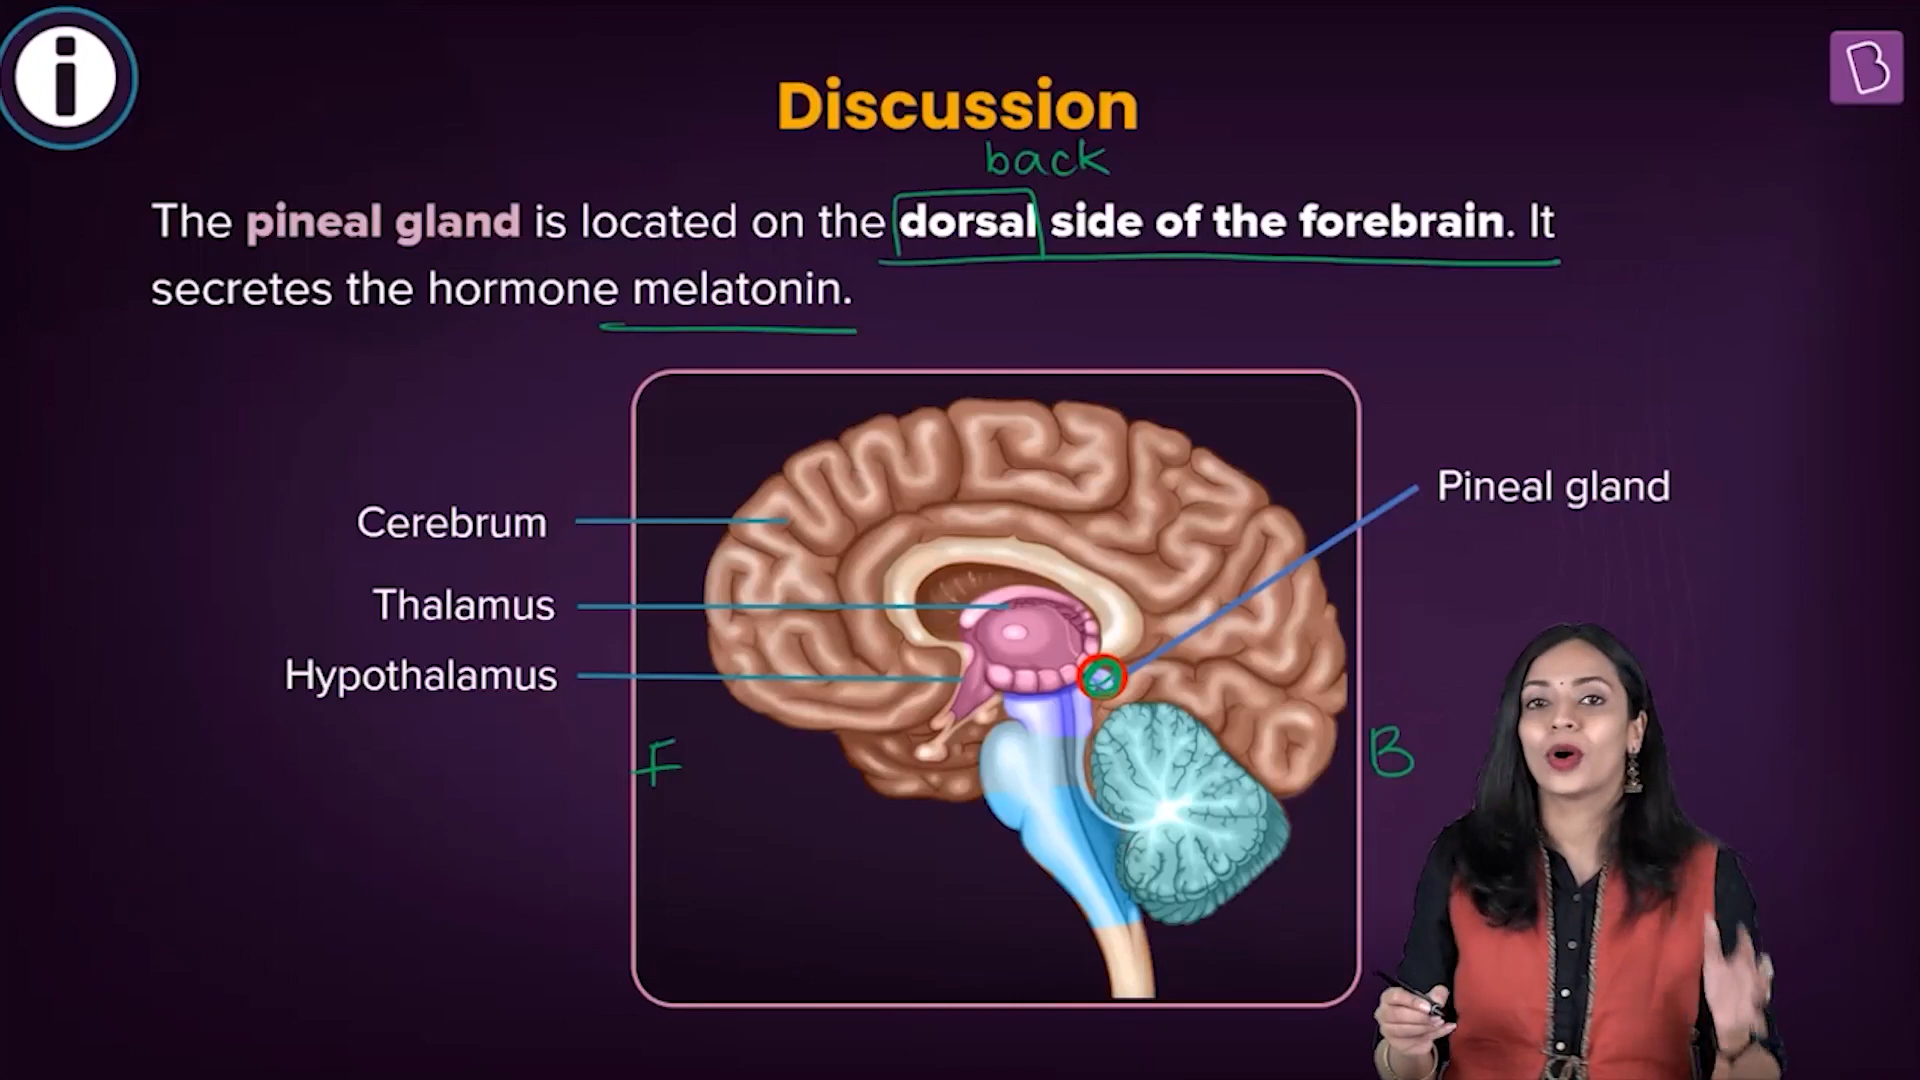 Discussion
back
The pineal gland is located on the dorsal side of the forebrain. It
secretes the hormone melatonin.
Pineal gland
Cerebrum
Thalamus
Hypothalamus
F
B